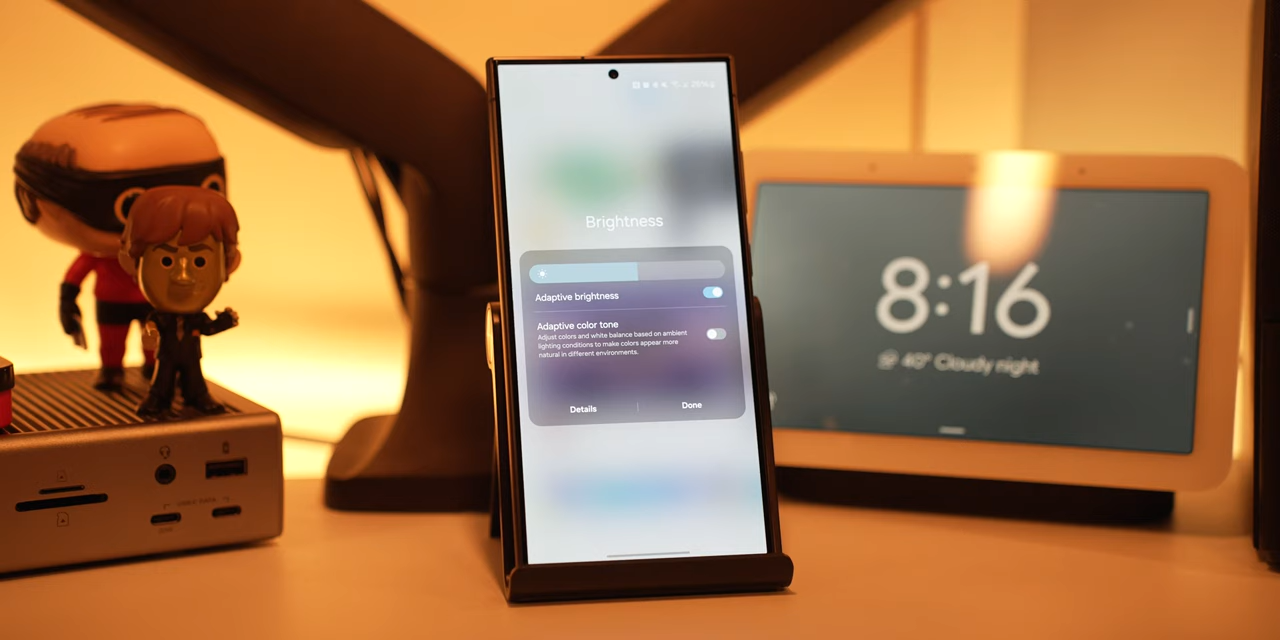 Brightness
Adaptive brightness
Adaptive color tone
Adjust colors and white balance based on ambient
lighting conditions to make colors appear more
natural in different environments.
Details
Done
8:16
40° Cloudy night